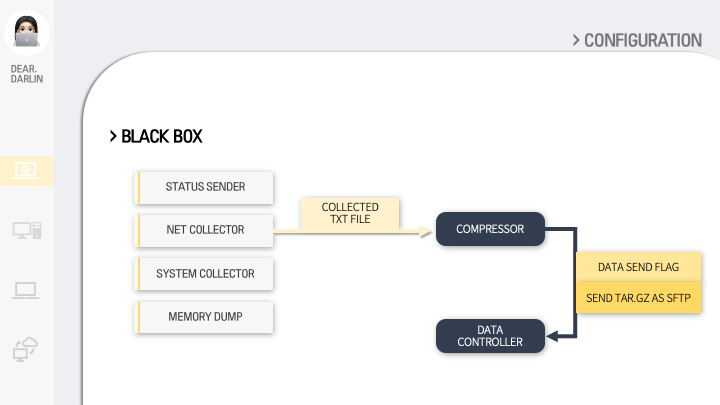 DEAR.
DARLIN
> CONFIGURATION
> BLACK BOX
STATUS SENDER
NET COLLECTOR
SYSTEM COLLECTOR
MEMORY DUMP
COLLECTED
TXT FILE
COMPRESSOR
DATA SEND FLAG
SEND TAR.GZ AS SFTP
DATA
CONTROLLER